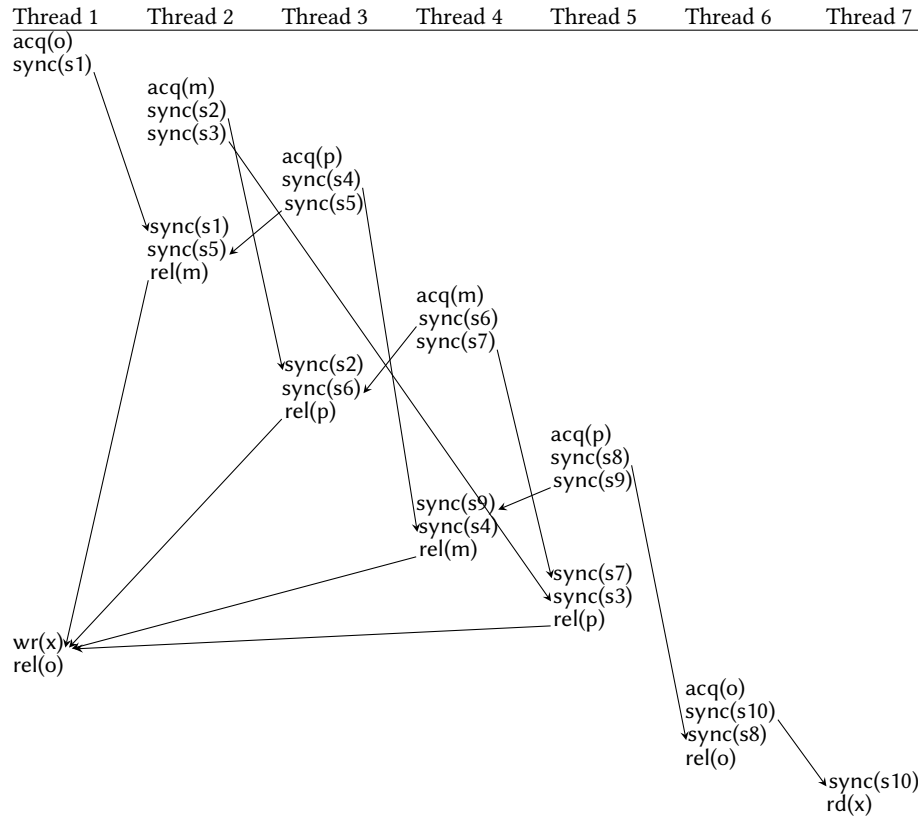 Thread 1 Thread 2 Thread 3 Thread 4 Thread 5 Thread 6 Thread 7
acq(o)
sync(s1)
acq(m)
sync(s2)
sync(s3)
acq(p)
sync(s4)
sync(s5)
sync(s1)
sync(s5)
rel(m)
acq(m)
sync(s6)
sync(s7)
sync(s2)
sync(s6)
rel(p)
acq(p)
sync(s8)
sync(s9)
sync(s9)
sync(s4)
rel(m)
sync(s7)
sync(s3)
rel(p)
wr(x)
rel(o)
acq(o)
sync(s10)
sync(s8)
rel(o)
sync(s10)
rd(x)